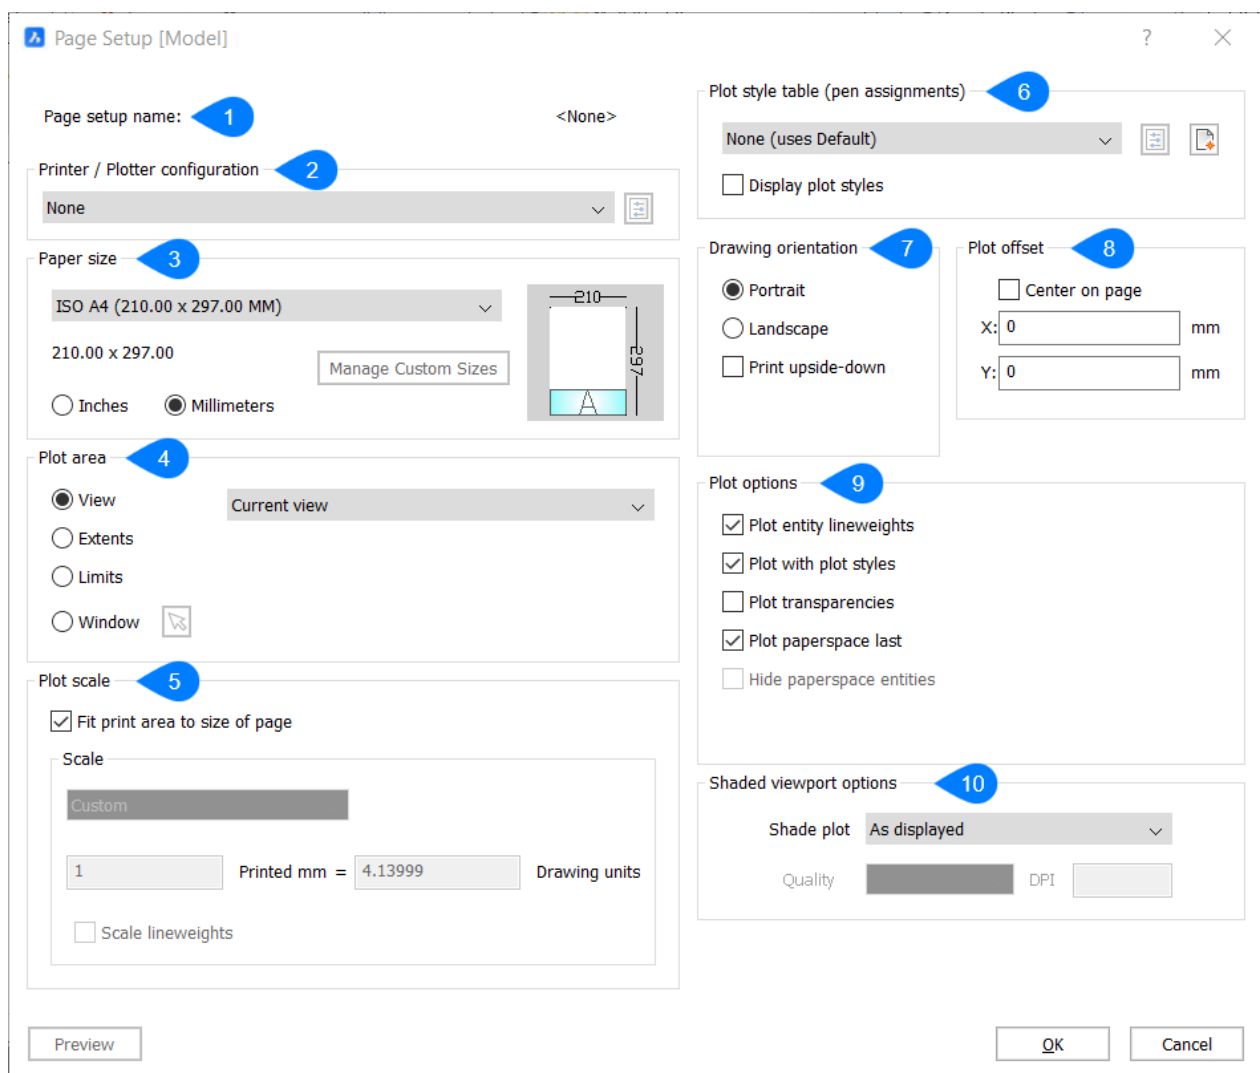 Page Setup [Model]
?
Page setup name:
1
<None>
Printer / Plotter configuration
2
None
Paper size
3
ISO A4 (210.00 x 297.00 MM)
210.00 x 297.00
Manage Custom Sizes
Inches
Millimeters
210
297
A
Plot area
4
View
Current view
Extents
Limits
Window
Plot scale
5
Fit print area to size of page
Scale
Custom
1
Printed mm =
4.13999
Drawing units
Scale lineweights
Preview
Plot style table (pen assignments)
6
None (uses Default)
Display plot styles
Drawing orientation
7
Portrait
Landscape
Print upside-down
Plot offset
8
Center on page
X: 0 mm
Y: 0 mm
Plot options
9
Plot entity lineweights
Plot with plot styles
Plot transparencies
Plot paperspace last
Hide paperspace entities
Shaded viewport options
10
Shade plot
As displayed
Quality
DPI
OK
Cancel